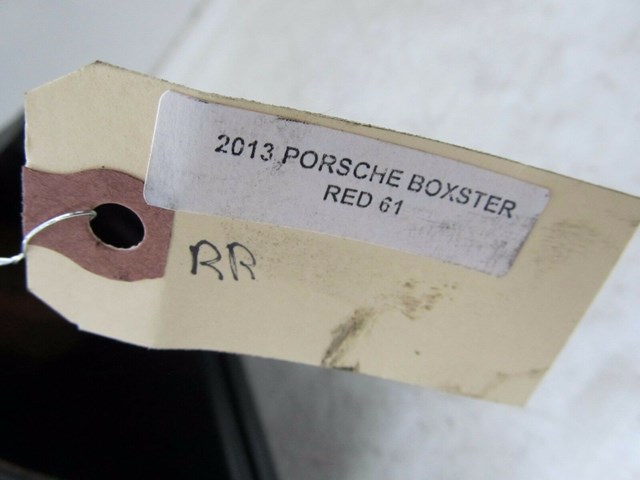 2013 PORSCHE BOXSTER
RED 61
RR